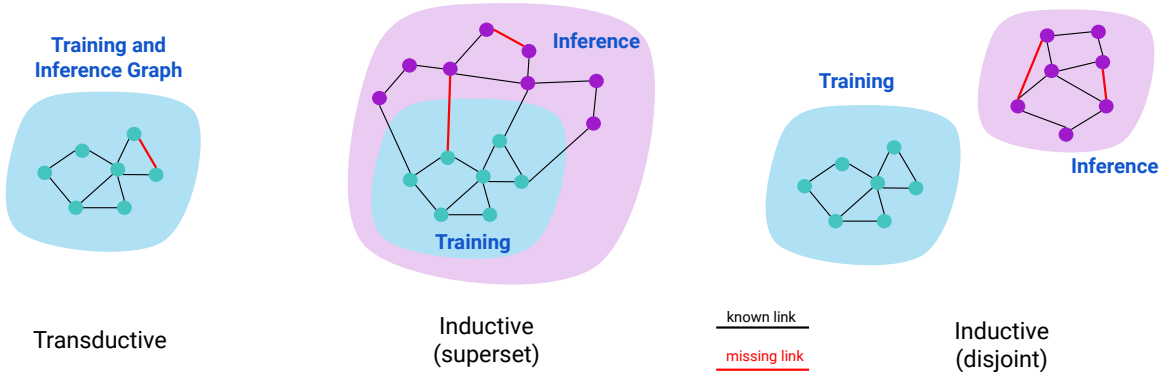 Training and
Inference Graph
Transductive
Inference
Training
Inductive
(superset)
known link
missing link
Training
Inference
Inductive
(disjoint)